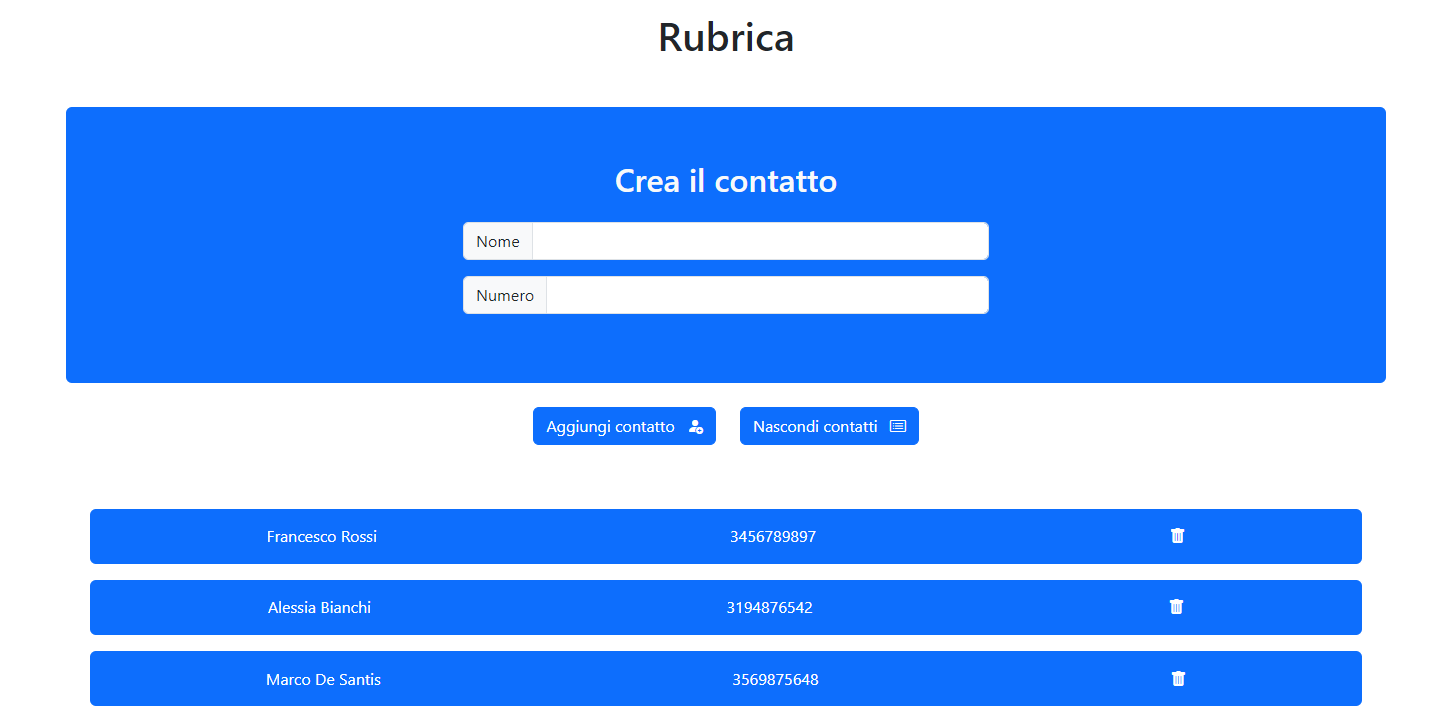 Rubrica
Crea il contatto
Nome
Numero
Aggiungi contatto Nascondi contatti
Francesco Rossi 3456789897
Alessia Bianchi 3194876542
Marco De Santis 3569875648